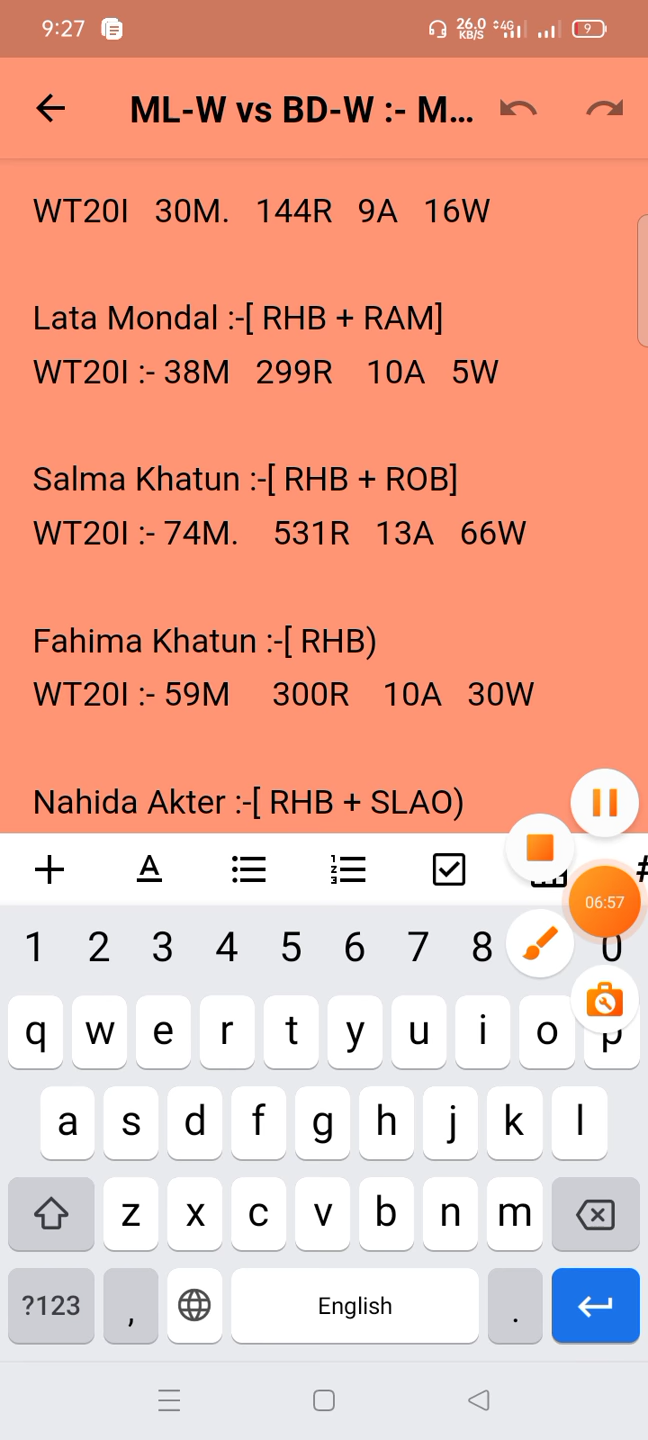 9:27 26.0 KB/S 4G 9
ML-W vs BD-W :- M...
WT20I 30M. 144R 9A 16W
Lata Mondal :-[ RHB + RAM]
WT20I :- 38M 299R 10A 5W
Salma Khatun :-[ RHB + ROB]
WT20I :- 74M. 531R 13A 66W
Fahima Khatun :-[ RHB)
WT20I :- 59M 300R 10A 30W
Nahida Akter :-[ RHB + SLAO)
A #
06:57
1 2 3 4 5 6 7 8 0
q w e r t y u i o p
a s d f g h j k l
z x c v b n m
?123 , English .